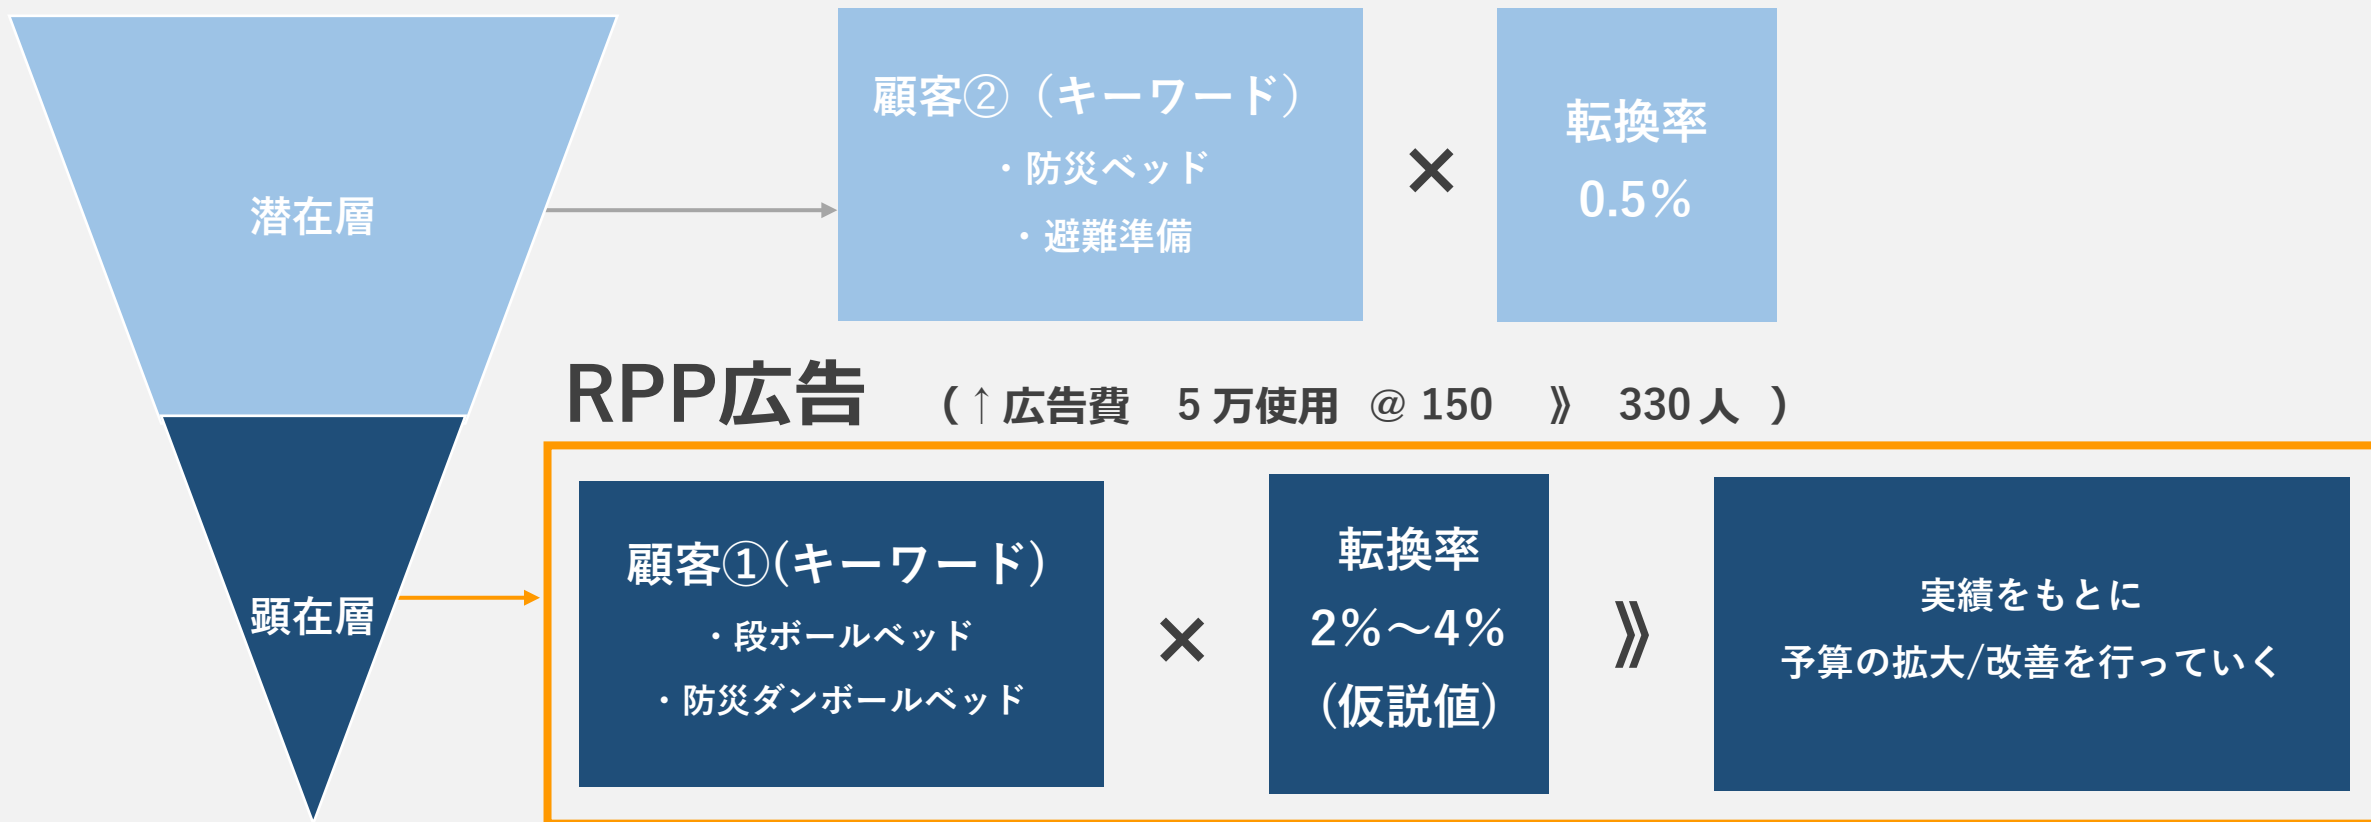 潜在層
顧客②（キーワード）
・防災ベッド
・避難準備
×
転換率
0.5％
RPP広告 （↑広告費 5万使用 @150 》 330人 ）
顕在層
顧客①(キーワード）
・段ボールベッド
・防災ダンボールベッド
×
転換率
2％～4％
（仮説値）
》
実績をもとに
予算の拡大/改善を行っていく